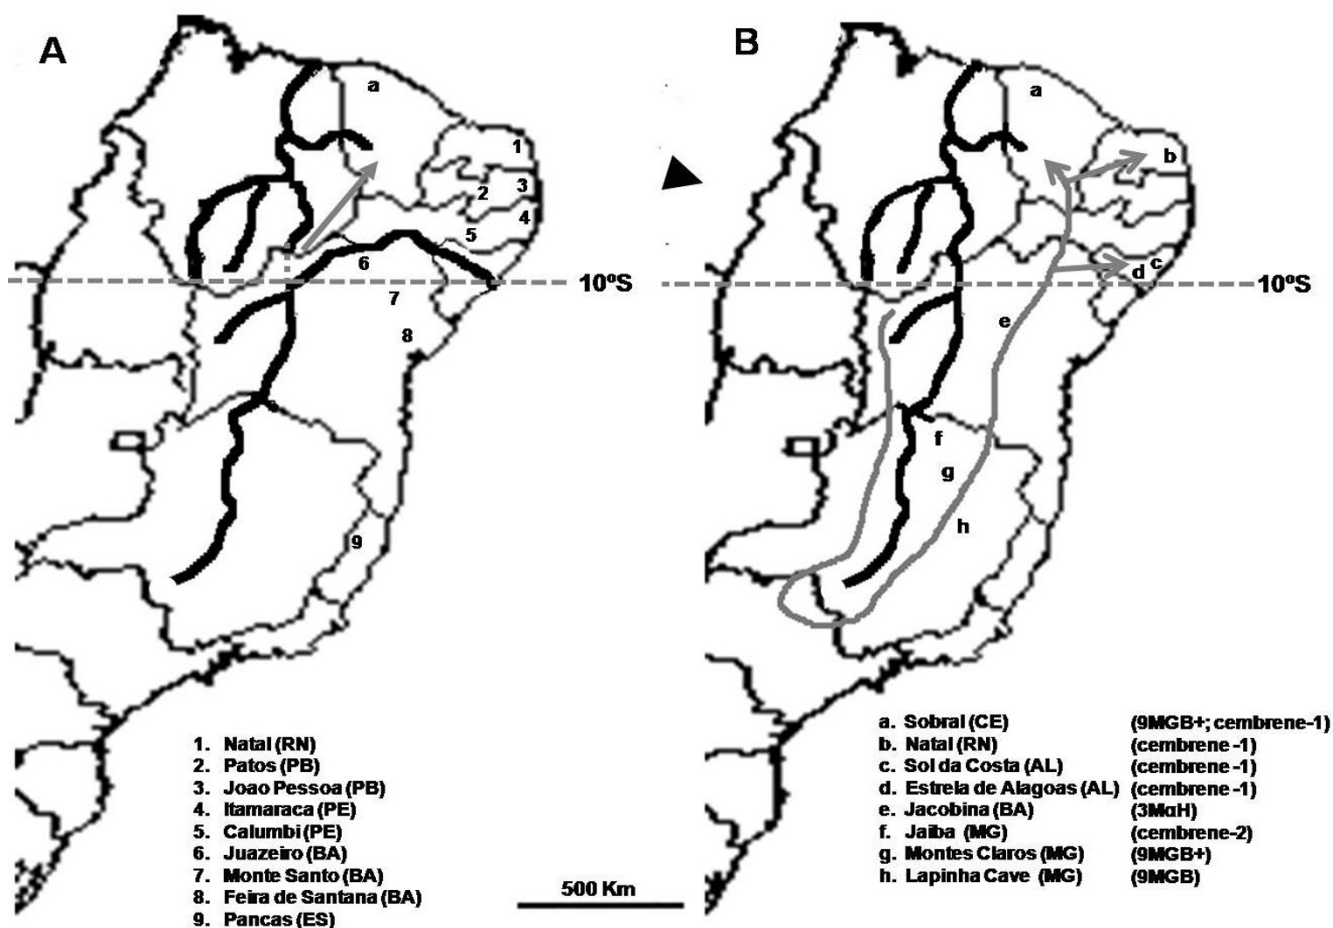 A
B
a
1
2
3
4
5
6
7
8
9
10ºS
a
b
c
d
e
f
g
h
10ºS
1. Natal (RN)
2. Patos (PB)
3. Joao Pessoa (PB)
4. Itamaraca (PE)
5. Calumbi (PE)
6. Juazeiro (BA)
7. Monte Santo (BA)
8. Feira de Santana (BA)
9. Pancas (ES)
500 Km
a. Sobral (CE) (9MGB+; cembrene-1)
b. Natal (RN) (cembrene -1)
c. Sol da Costa (AL) (cembrene -1)
d. Estrela de Alagoas (AL) (cembrene -1)
e. Jacobina (BA) (3MαH)
f. Jaiba (MG) (cembrene-2)
g. Montes Claros (MG) (9MGB+)
h. Lapinha Cave (MG) (9MGB)